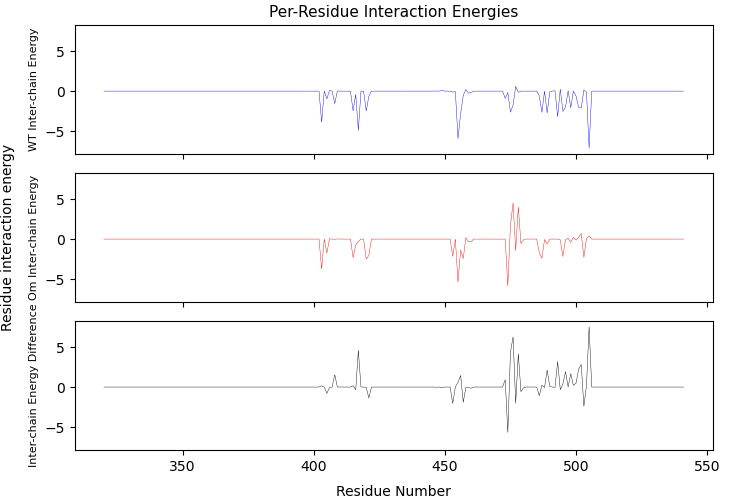 Per-Residue Interaction Energies
Residue interaction energy
WT Inter-chain Energy
5
0
−5
Om Inter-chain Energy
5
0
−5
Inter-chain Energy Difference
5
0
−5
350
400
450
500
550
Residue Number